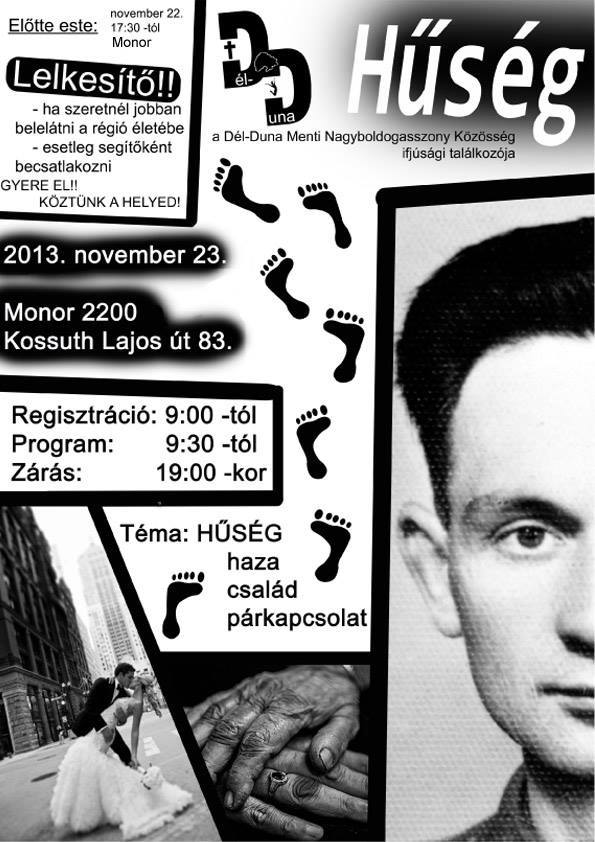 Előtte este:
november 22.
17:30 -tól
Monor
Lelkesítő!!
- ha szeretnél jobban
belelátni a régió életébe
- esetleg segítőként
becsatlakozni
GYERE EL!!
KÖZTÜNK A HELYED!
Dél-
Duna
Hűség
a Dél-Duna Menti Nagyboldogasszony Közösség
ifjúsági találkozója
2013. november 23.
Monor 2200
Kossuth Lajos út 83.
Regisztráció: 9:00 -tól
Program: 9:30 -tól
Zárás: 19:00 -kor
Téma: HŰSÉG
haza
család
párkapcsolat